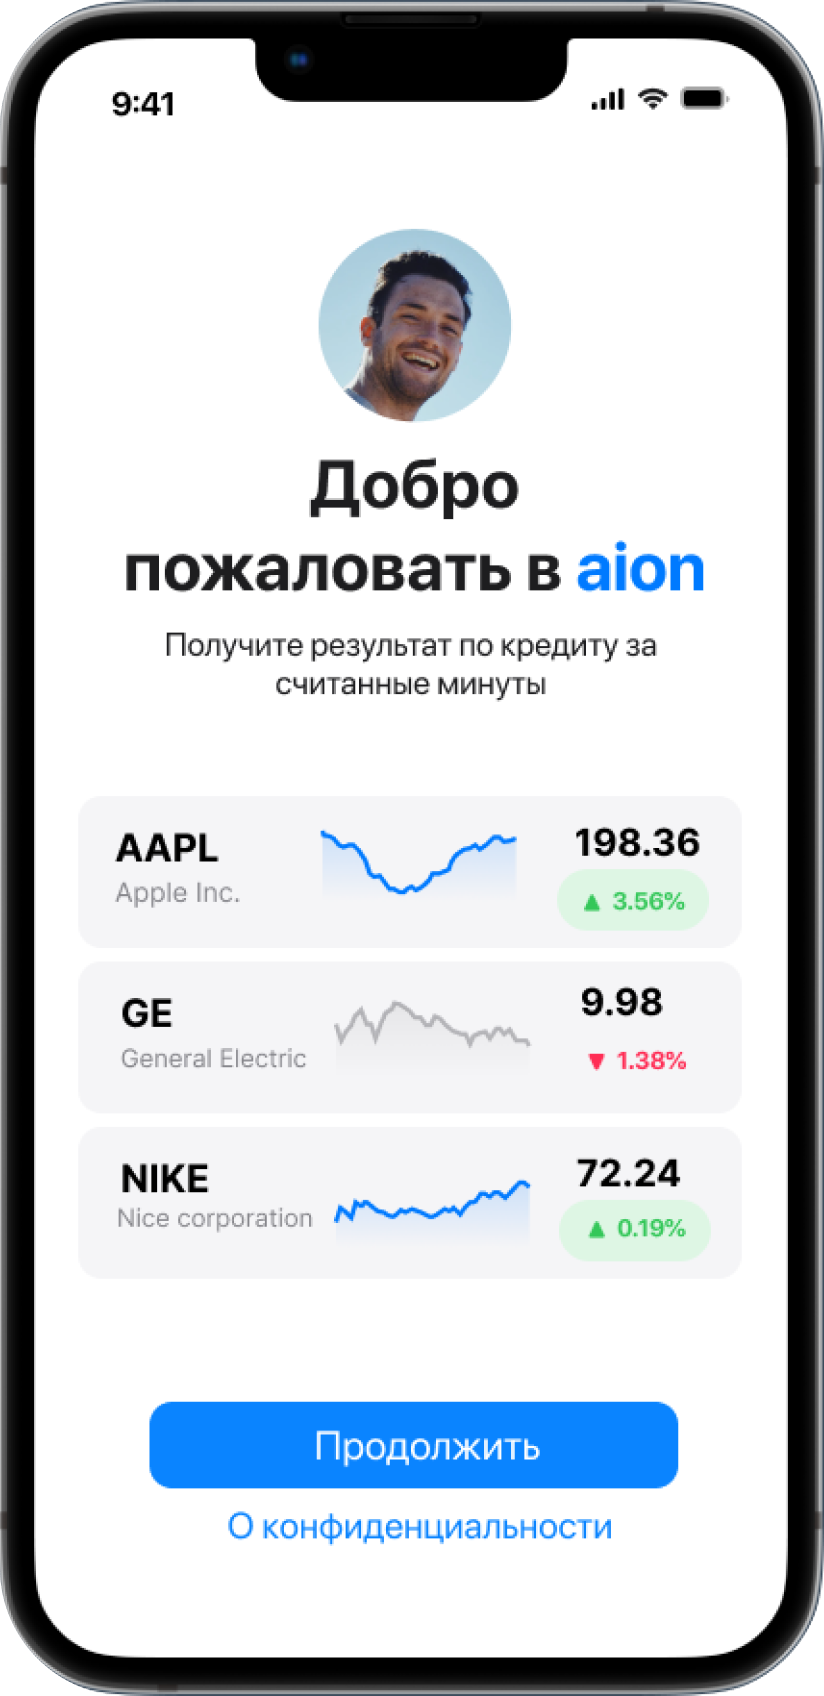 9:41
Добро
пожаловать в aion
Получите результат по кредиту за
считанные минуты
AAPL
Apple Inc.
198.36
▲ 3.56%
GE
General Electric
9.98
▼ 1.38%
NIKE
Nice corporation
72.24
▲ 0.19%
Продолжить
О конфиденциальности